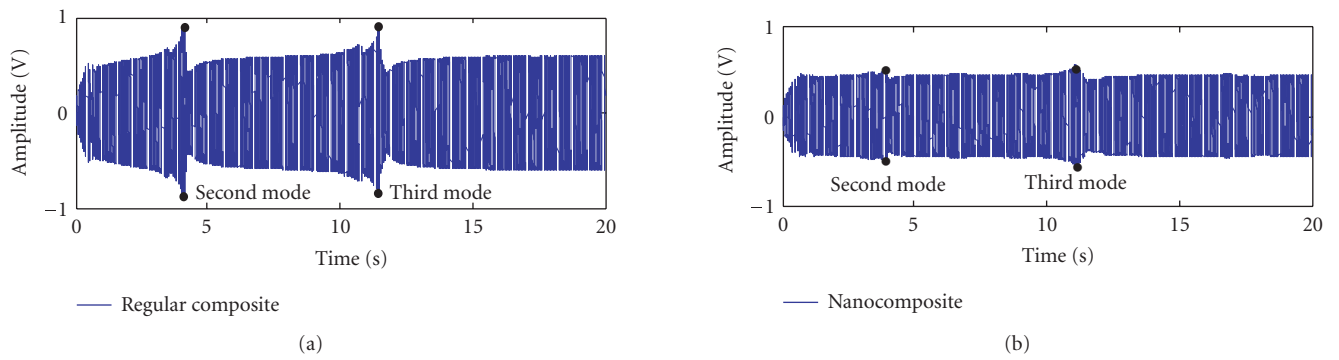 1
0
−1
Amplitude (V)
Second mode
Third mode
0
5
10
15
20
Time (s)
Regular composite
(a)
1
0
−1
Amplitude (V)
Second mode
Third mode
0
5
10
15
20
Time (s)
Nanocomposite
(b)